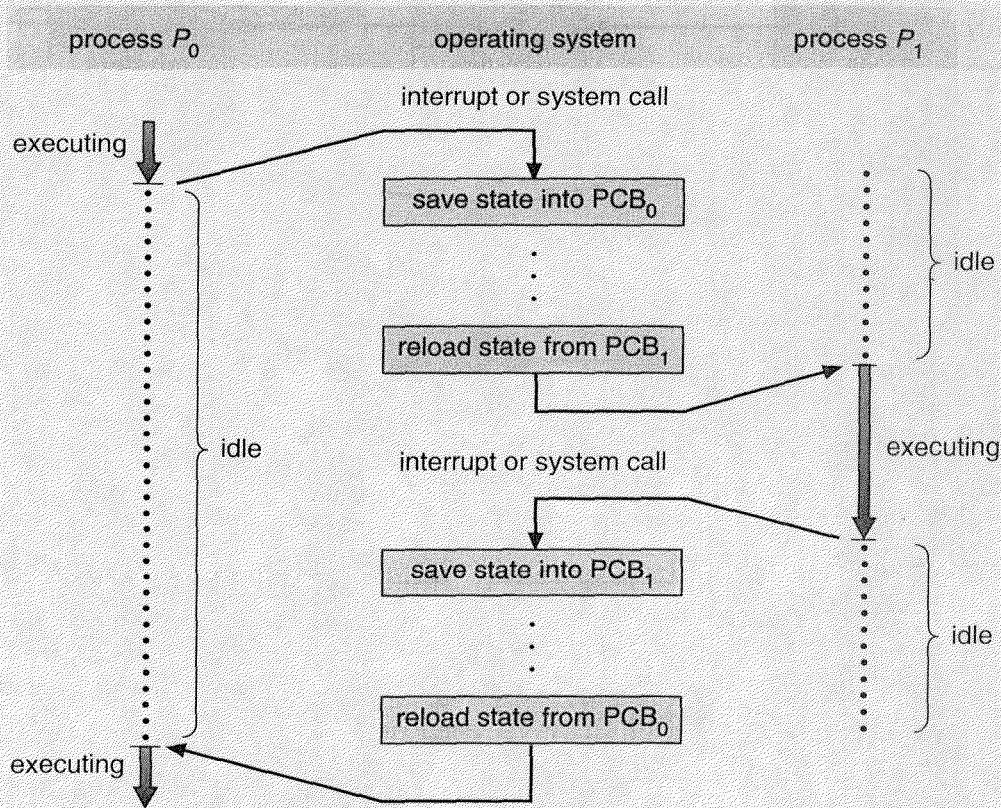 process P₀ operating system process P₁
interrupt or system call
executing
save state into PCB₀
idle
reload state from PCB₁
idle
executing
interrupt or system call
save state into PCB₁
idle
reload state from PCB₀
executing